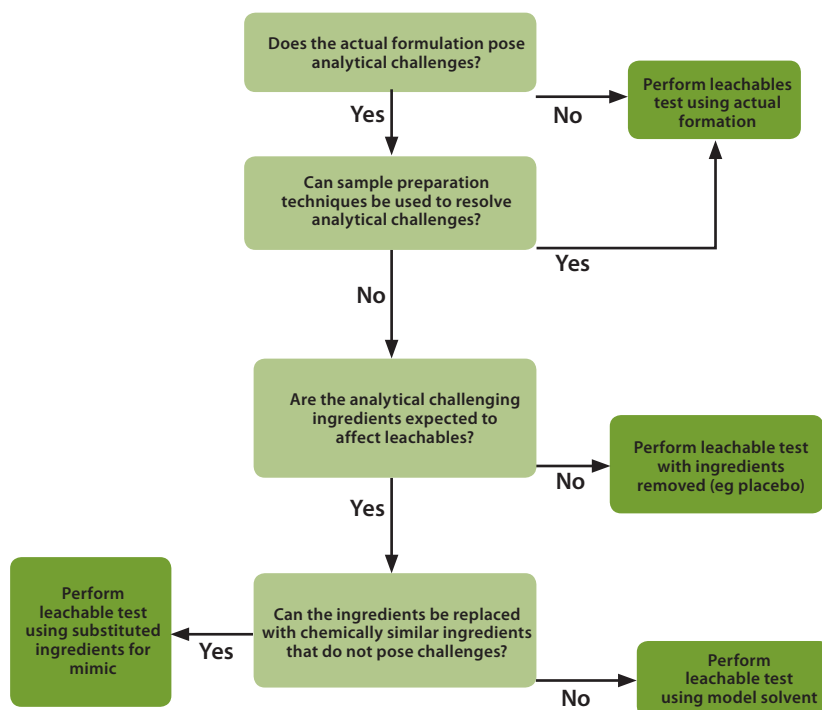 Does the actual formulation pose
analytical challenges?
Perform leachables
test using actual
formation
No
Yes
Can sample preparation
techniques be used to resolve
analytical challenges?
Yes
No
Are the analytical challenging
ingredients expected to
affect leachables?
Perform leachable test
with ingredients
removed (eg placebo)
No
Yes
Perform
leachable test
using substituted
ingredients for
mimic
Can the ingredients be replaced
with chemically similar ingredients
that do not pose challenges?
Yes
Perform
leachable test
using model solvent
No